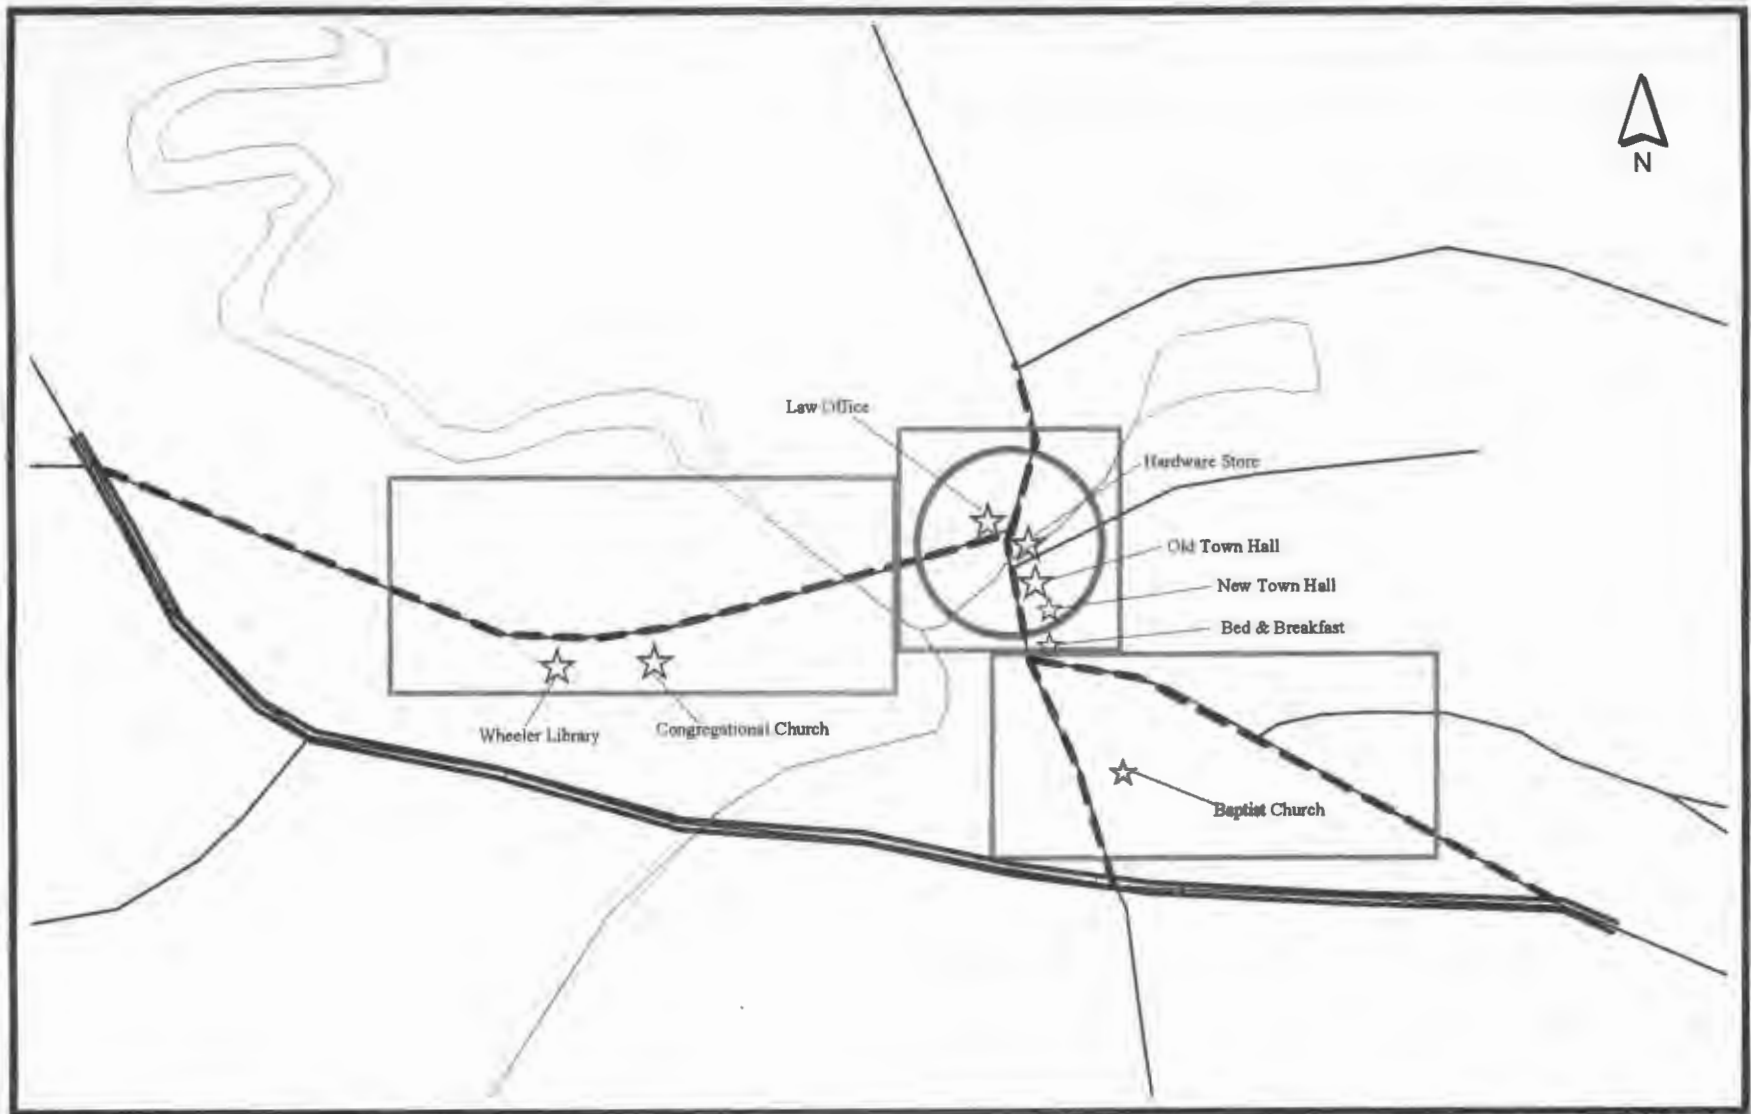 N
Law Office
Hardware Store
Old Town Hall
New Town Hall
Bed & Breakfast
Wheeler Library
Congregational Church
Baptist Church